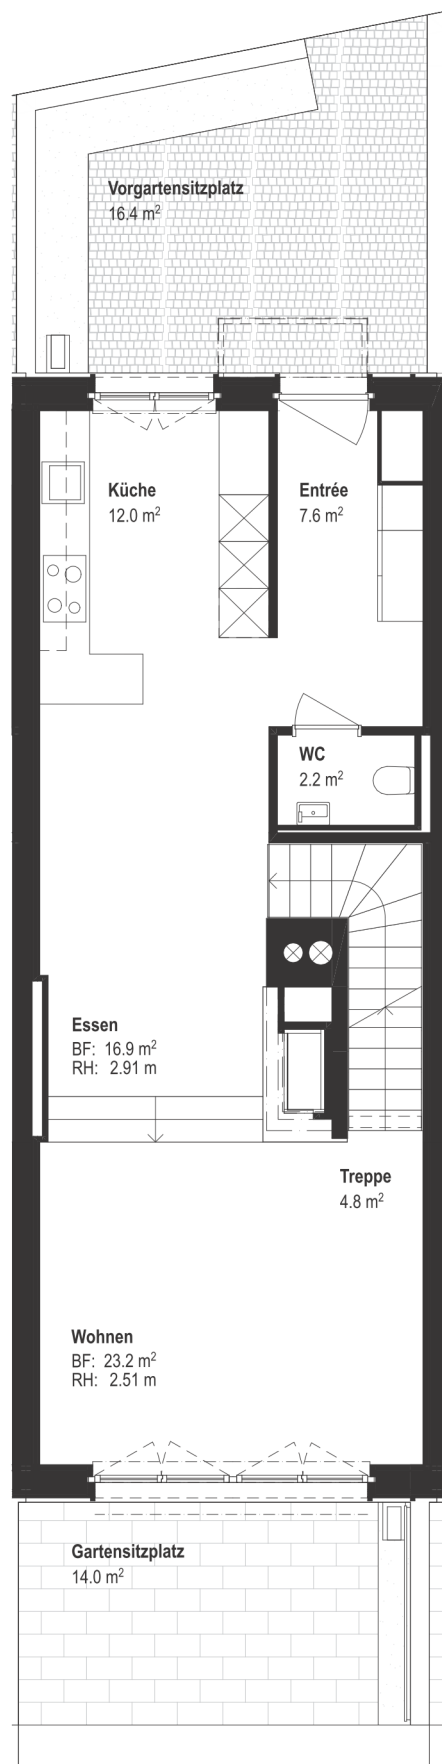 Vorgartensitzplatz
16.4 m²
Küche
12.0 m²
Entrée
7.6 m²
WC
2.2 m²
Essen
BF: 16.9 m²
RH: 2.91 m
Treppe
4.8 m²
Wohnen
BF: 23.2 m²
RH: 2.51 m
Gartensitzplatz
14.0 m²